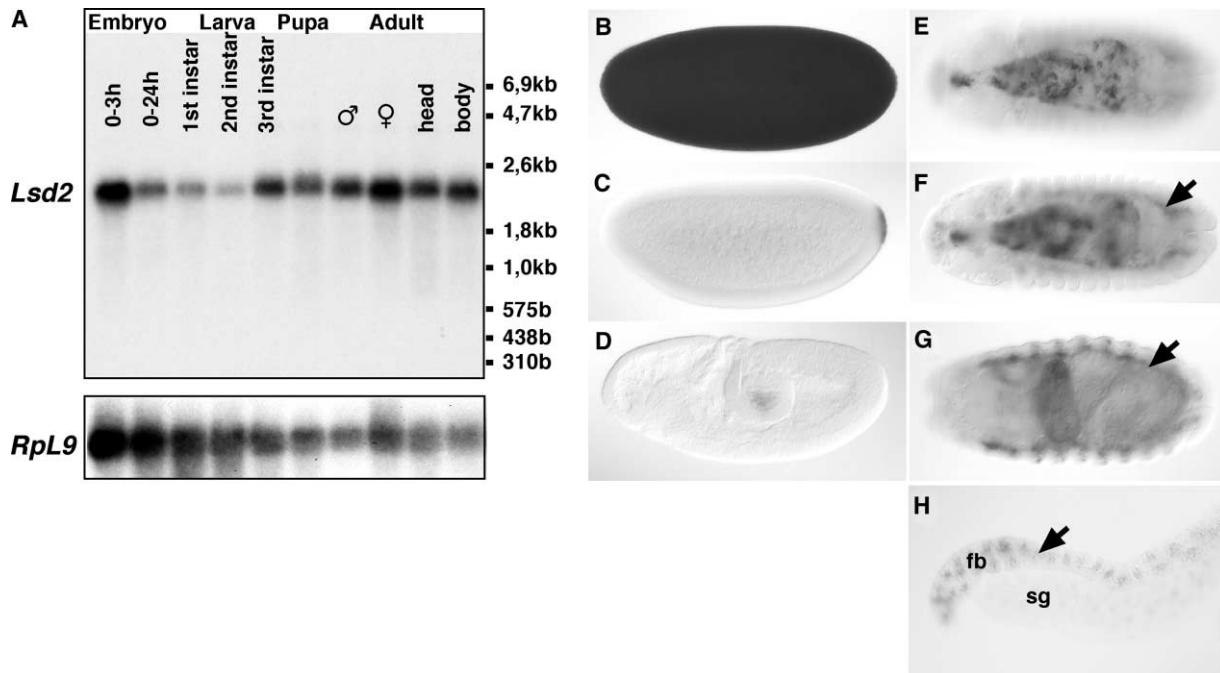 A
Embryo Larva Pupa Adult
0-3h 0-24h 1st instar 2nd instar 3rd instar ♂ ♀ head body
6,9kb
4,7kb
2,6kb
Lsd2
1,8kb
1,0kb
575b
438b
310b
RpL9
B
C
D
E
F
G
H
fb
sg